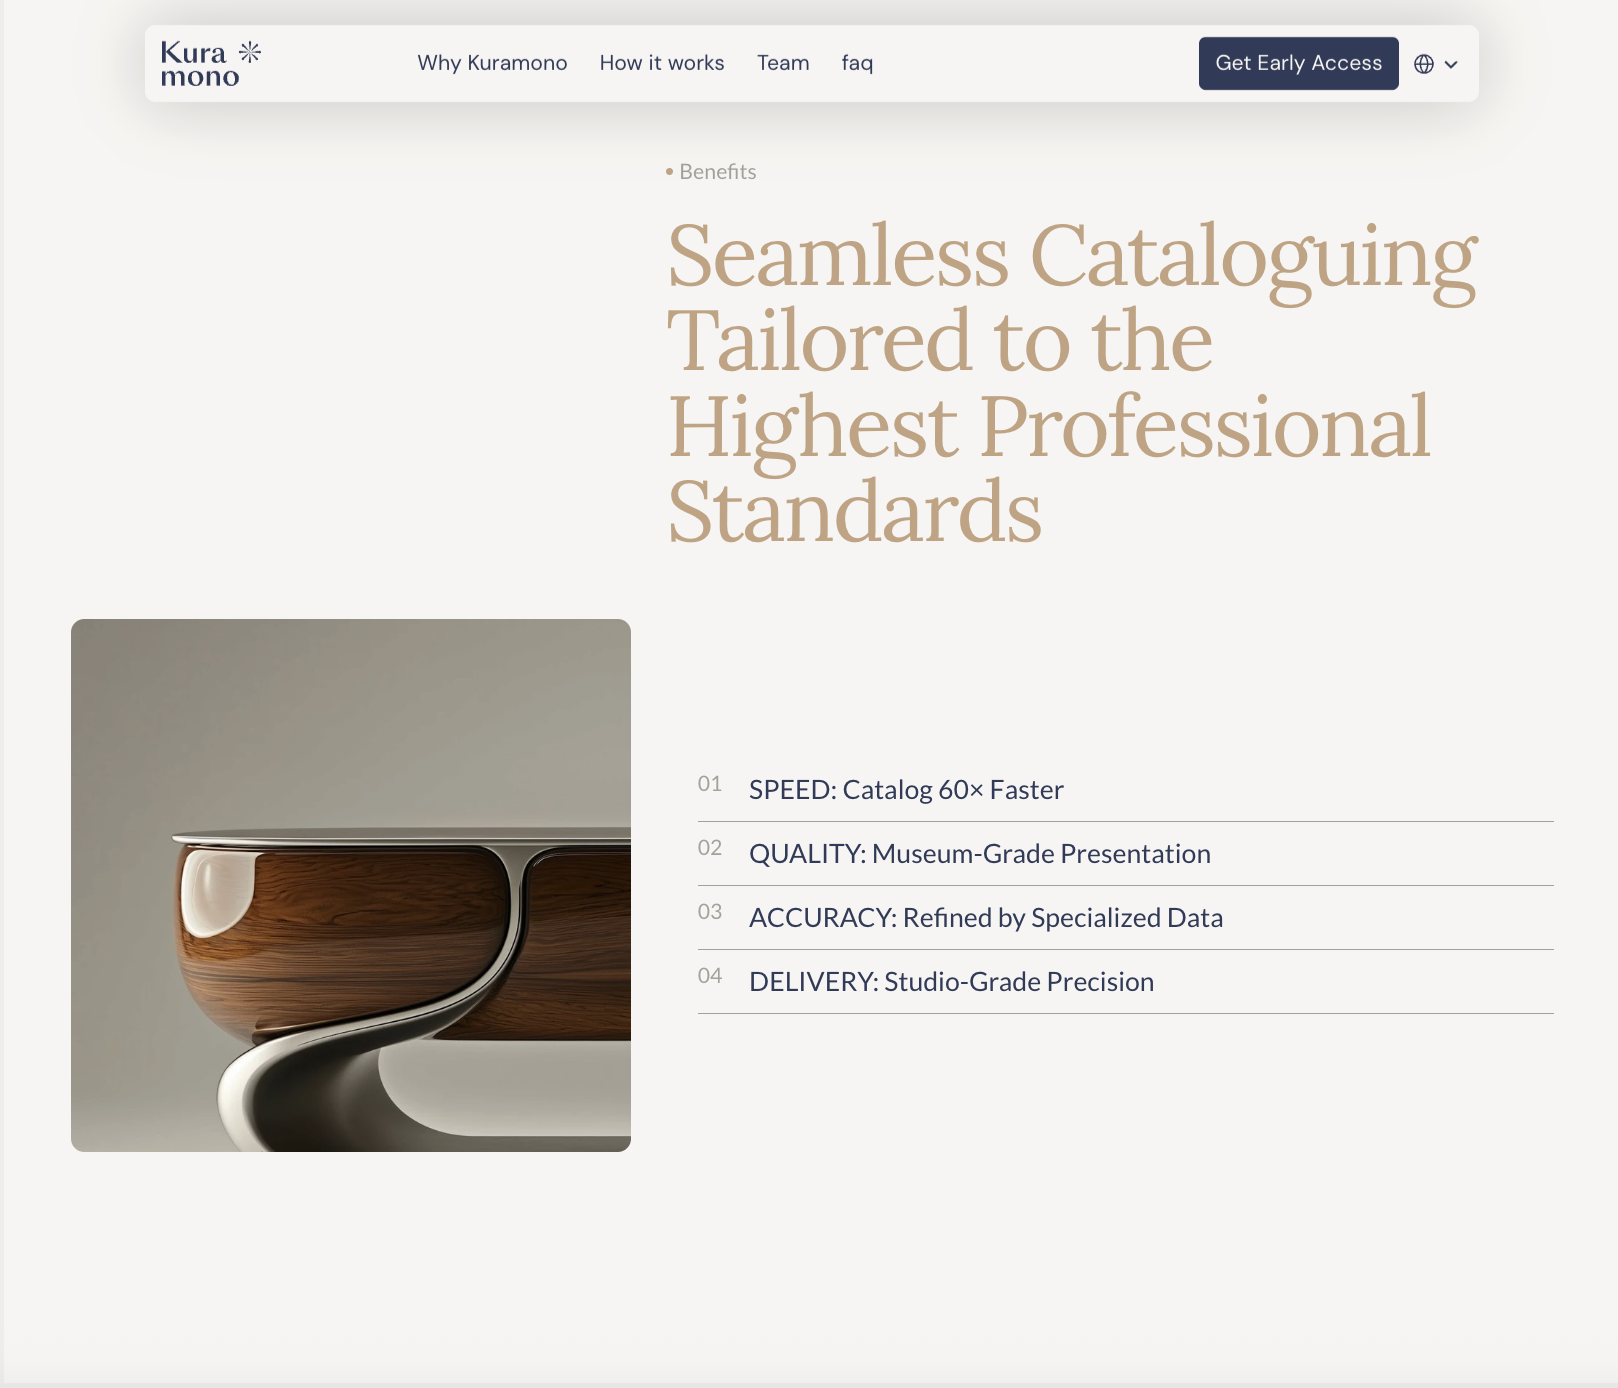 Kura
mono
Why Kuramono
How it works
Team
faq
Get Early Access
Benefits
Seamless Cataloguing
Tailored to the
Highest Professional
Standards
01 SPEED: Catalog 60× Faster
02 QUALITY: Museum-Grade Presentation
03 ACCURACY: Refined by Specialized Data
04 DELIVERY: Studio-Grade Precision